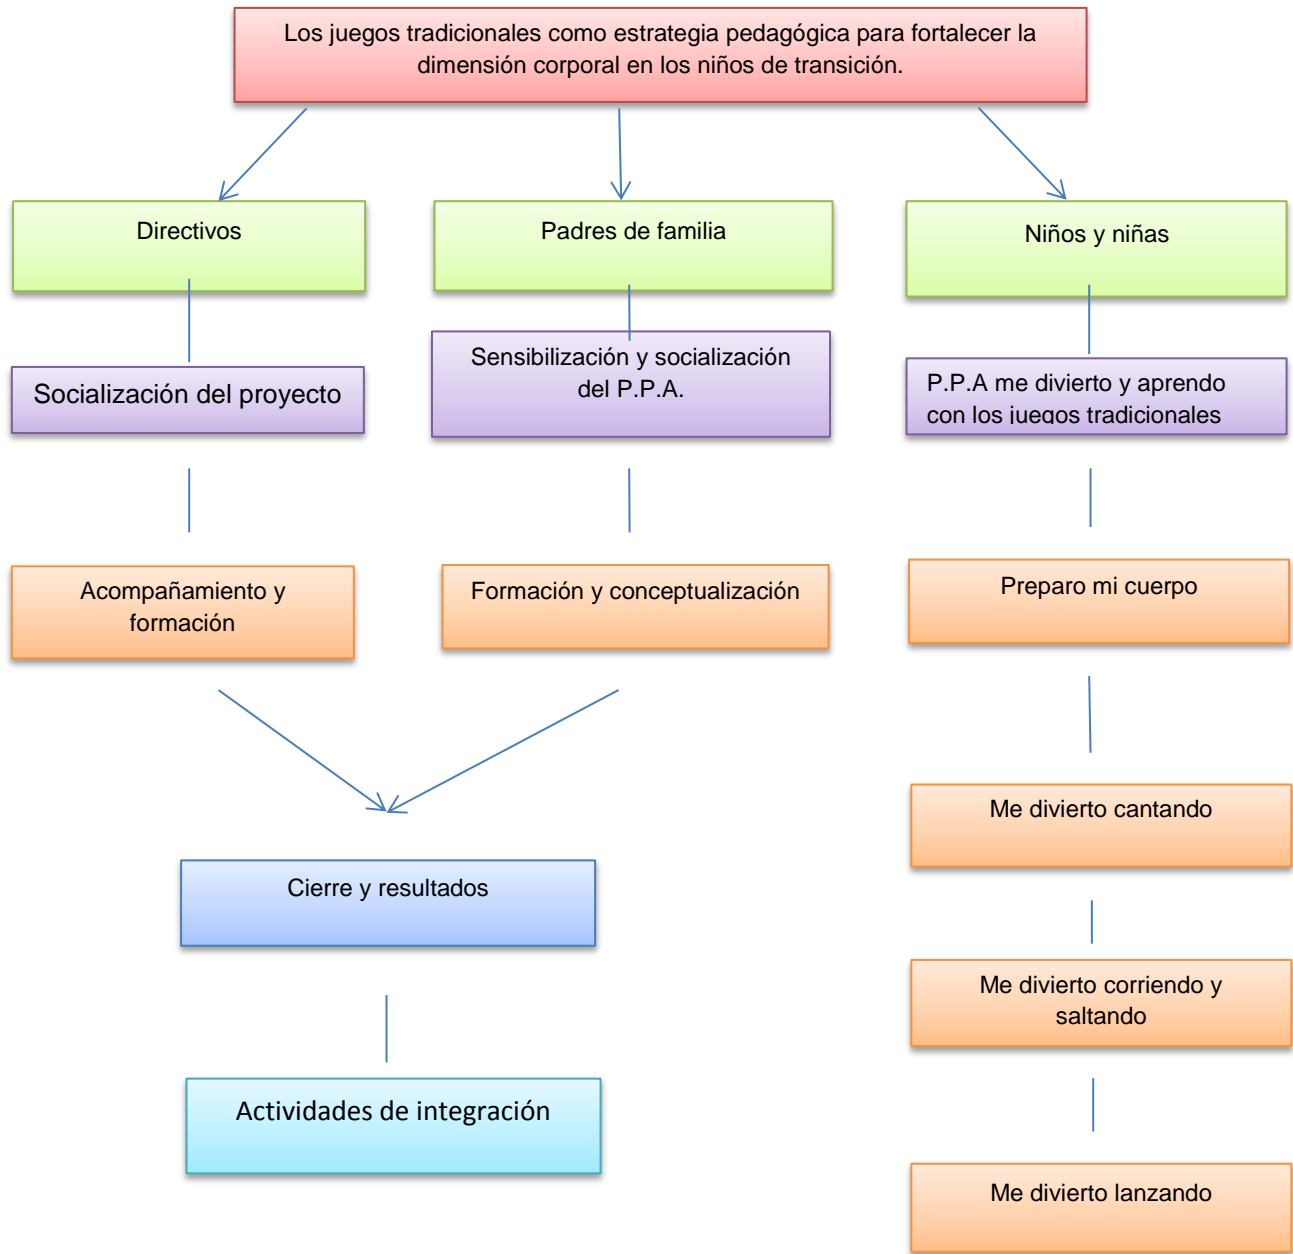 Los juegos tradicionales como estrategia pedagógica para fortalecer la
dimensión corporal en los niños de transición.
Directivos
Padres de familia
Niños y niñas
Socialización del proyecto
Sensibilización y socialización
del P.P.A.
P.P.A me divierto y aprendo
con los juegos tradicionales
Acompañamiento y
formación
Formación y conceptualización
Preparo mi cuerpo
Me divierto cantando
Cierre y resultados
Me divierto corriendo y
saltando
Actividades de integración
Me divierto lanzando